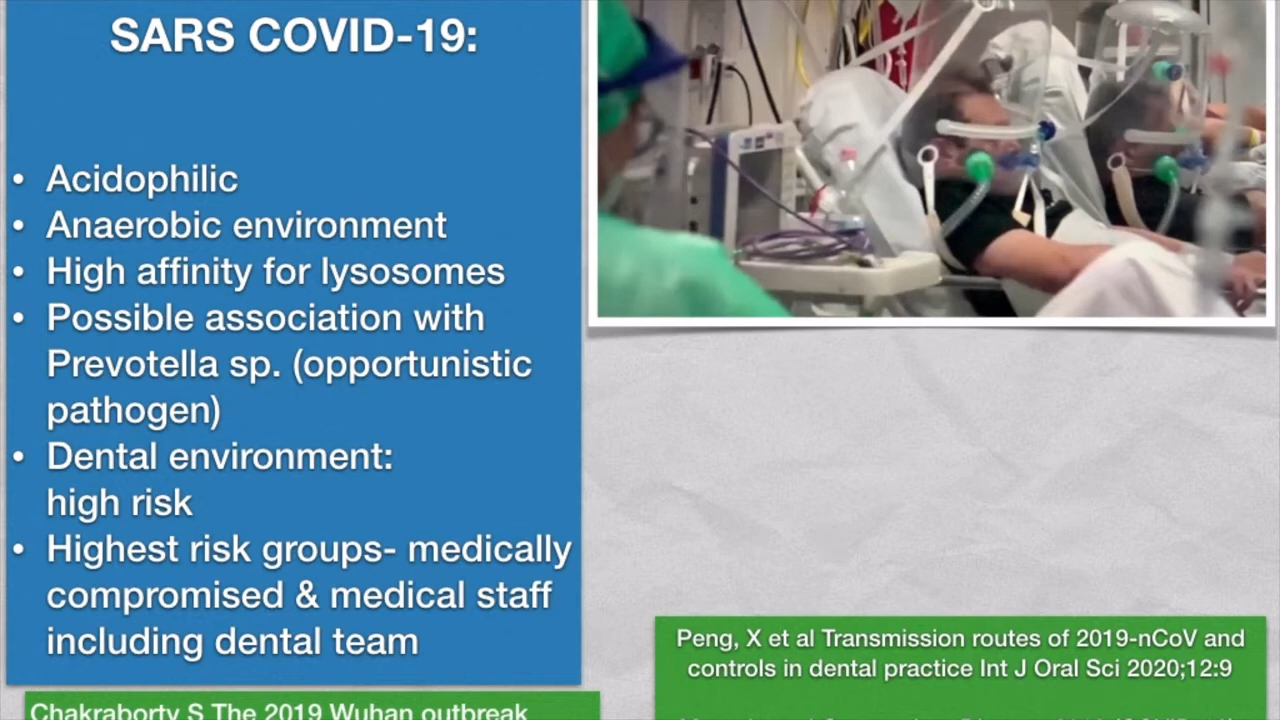 SARS COVID-19:
• Acidophilic
• Anaerobic environment
• High affinity for lysosomes
• Possible association with
Prevotella sp. (opportunistic
pathogen)
• Dental environment:
high risk
• Highest risk groups- medically
compromised & medical staff
including dental team
Chakraborty S The 2019 Wuhan outbreak
Peng, X et al Transmission routes of 2019-nCoV and
controls in dental practice Int J Oral Sci 2020;12:9